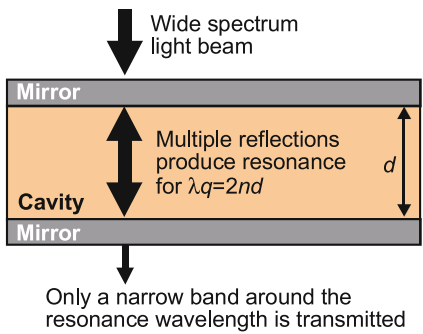 Wide spectrum
light beam
Mirror
Multiple reflections
produce resonance
for λq=2nd
d
Cavity
Mirror
Only a narrow band around the
resonance wavelength is transmitted